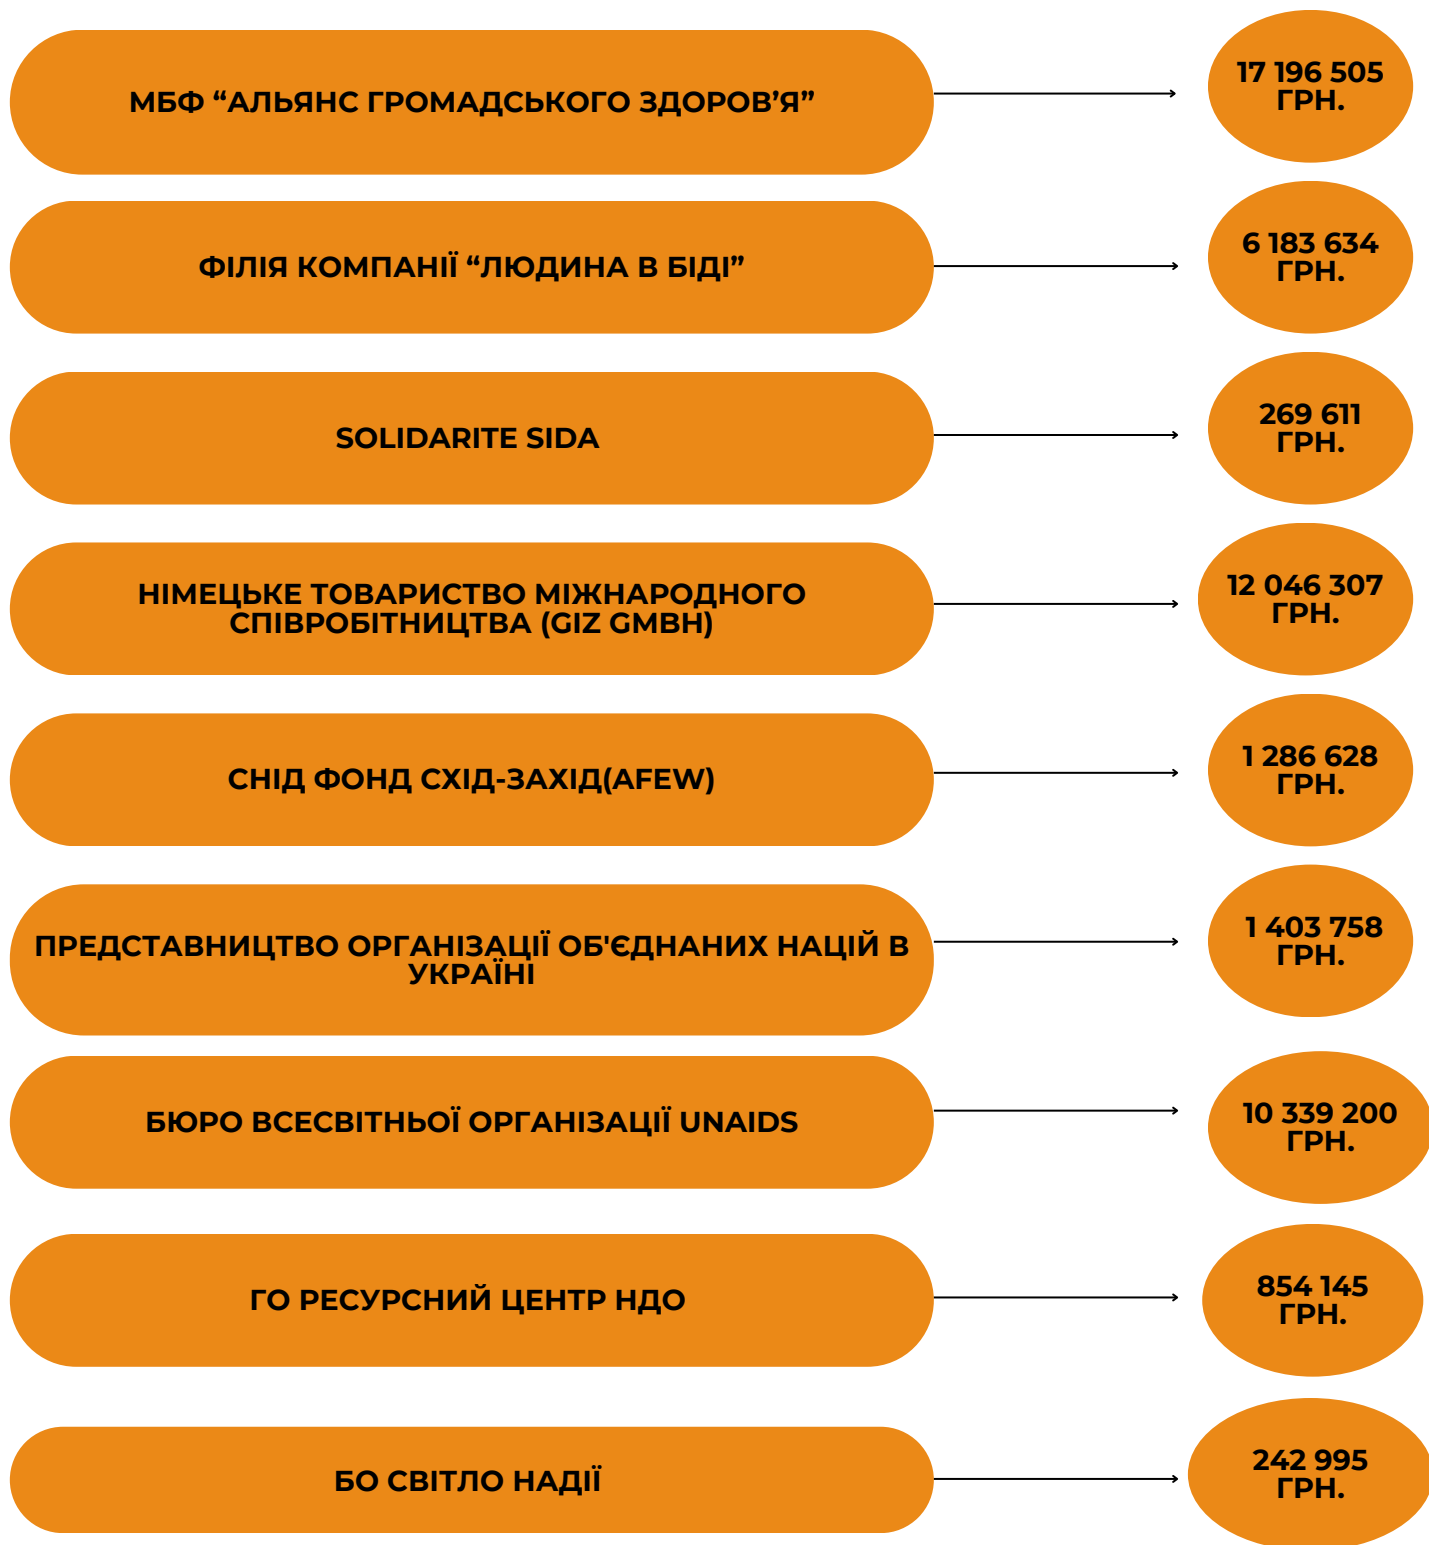 МБФ “АЛЬЯНС ГРОМАДСЬКОГО ЗДОРОВ’Я”
17 196 505
ГРН.
ФІЛІЯ КОМПАНІЇ “ЛЮДИНА В БІДІ”
6 183 634
ГРН.
SOLIDARITE SIDA
269 611
ГРН.
НІМЕЦЬКЕ ТОВАРИСТВО МІЖНАРОДНОГО
СПІВРОБІТНИЦТВА (GIZ GMBH)
12 046 307
ГРН.
СНІД ФОНД СХІД-ЗАХІД(AFEW)
1 286 628
ГРН.
ПРЕДСТАВНИЦТВО ОРГАНІЗАЦІЇ ОБ'ЄДНАНИХ НАЦІЙ В
УКРАЇНІ
1 403 758
ГРН.
БЮРО ВСЕСВІТНЬОЇ ОРГАНІЗАЦІЇ UNAIDS
10 339 200
ГРН.
ГО РЕСУРСНИЙ ЦЕНТР НДО
854 145
ГРН.
БО СВІТЛО НАДІЇ
242 995
ГРН.